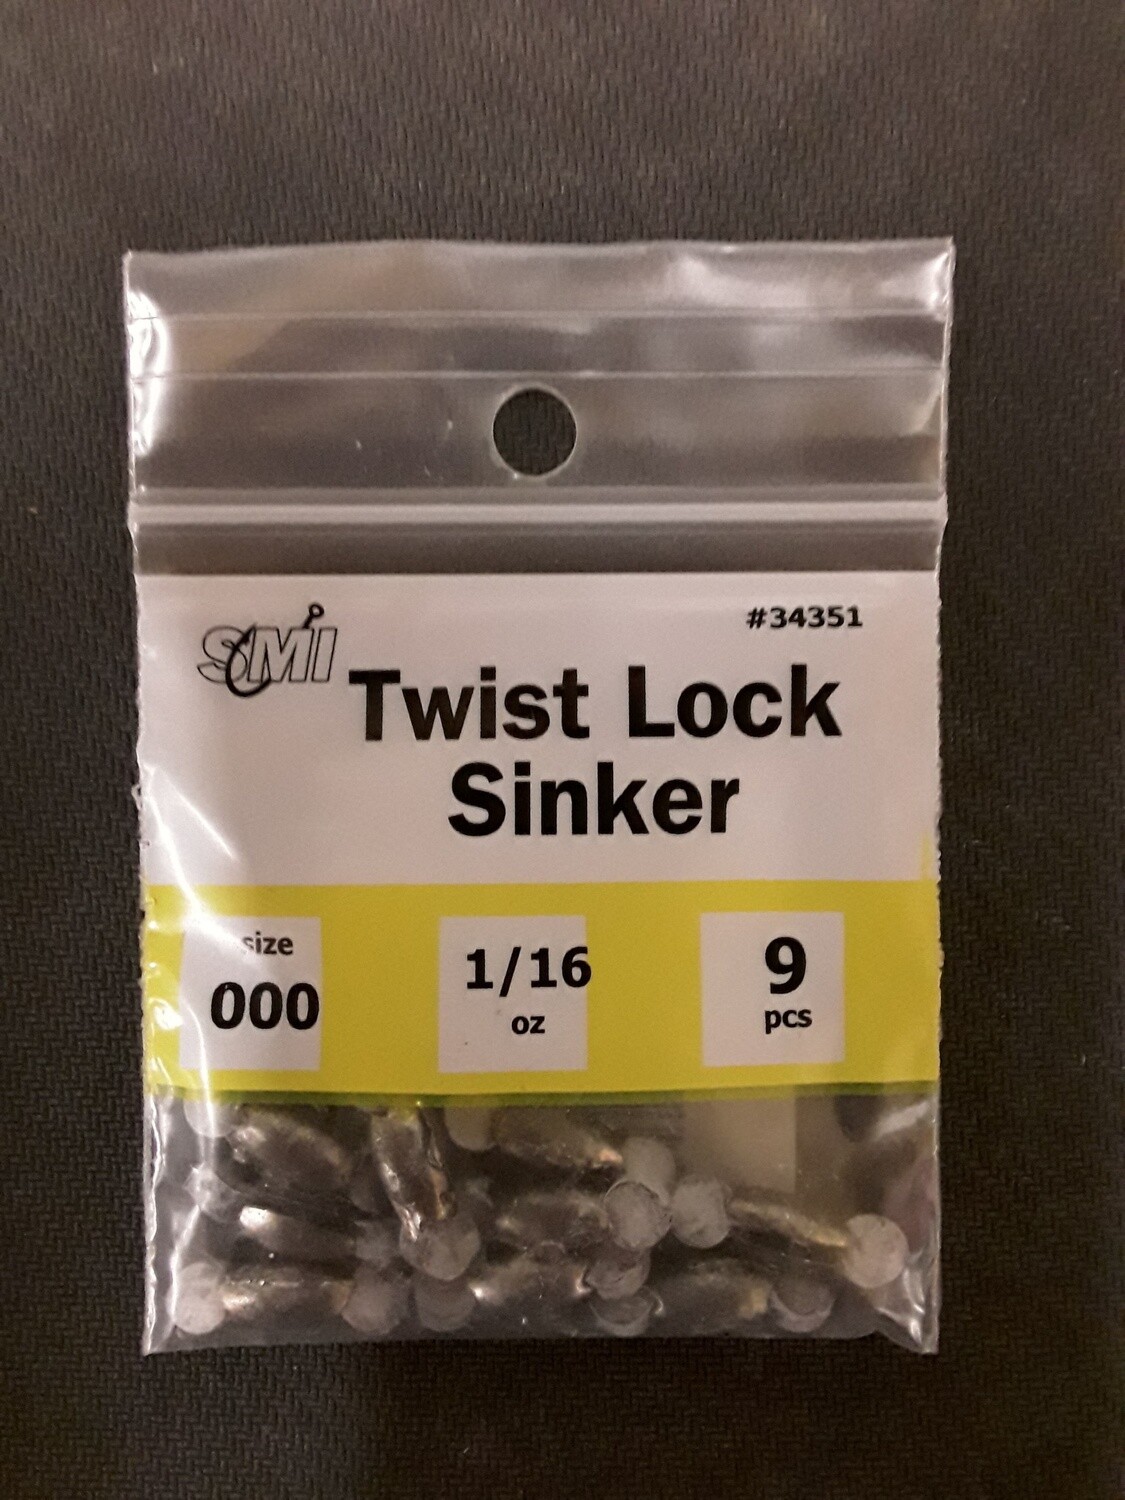 SMI
#34351
Twist Lock
Sinker
size
000
1/16
oz
9
pcs